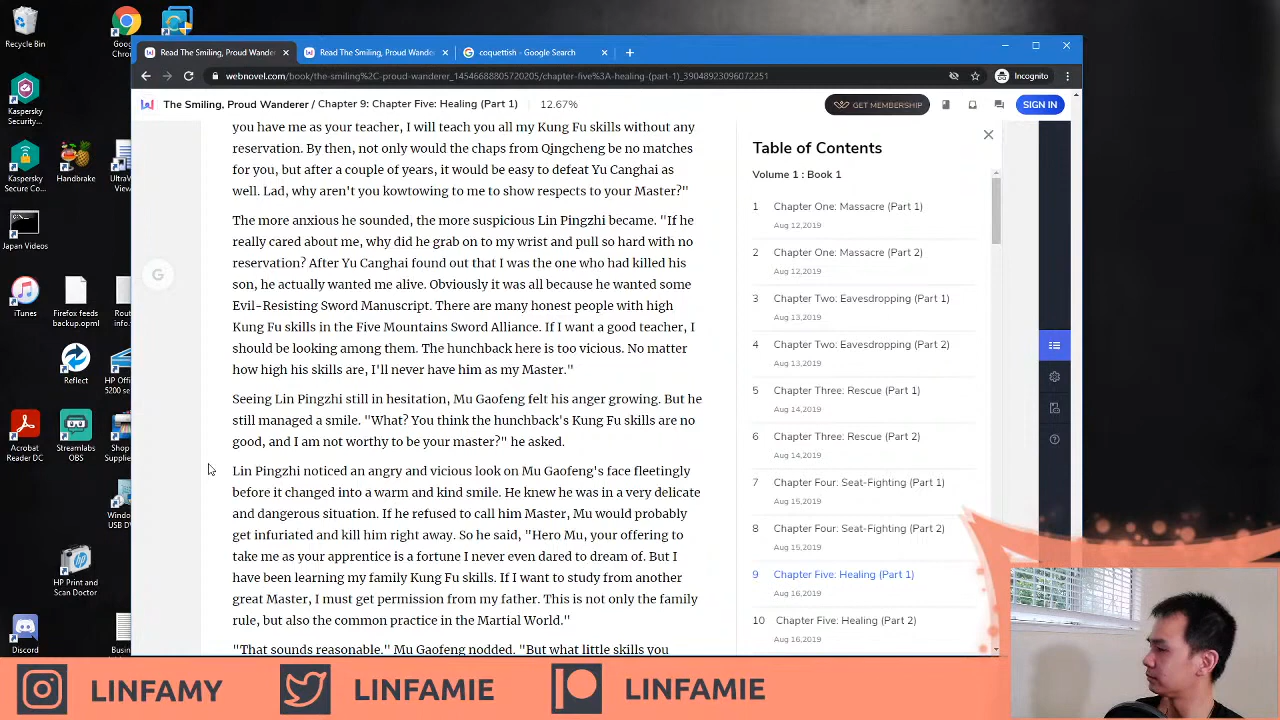 Recycle Bin
Google Chrome
Kaspersky Security...
Kaspersky Secure Co...
Handbrake
Japan Videos
iTunes
Firefox feeds backup.opml
Reflect
HP Office 5200 se
Acrobat Reader DC
Streamlabs OBS
Shop Supplies
Window USB DV
HP Print and Scan Doctor
Discord
Read The Smiling, Proud Wande
Read The Smiling, Proud Wande
coquettish - Google Search
webnovel.com/book/the-smiling%2C-proud-wanderer_14546688805720205/chapter-five%3A-healing-(part-1)_39048923096072251
Incognito
The Smiling, Proud Wanderer / Chapter 9: Chapter Five: Healing (Part 1)
12.67%
GET MEMBERSHIP
SIGN IN
you have me as your teacher, I will teach you all my Kung Fu skills without any
reservation. By then, not only would the chaps from Qingcheng be no matches
for you, but after a couple of years, it would be easy to defeat Yu Canghai as
well. Lad, why aren't you kowtowing to me to show respects to your Master?"
The more anxious he sounded, the more suspicious Lin Pingzhi became. "If he
really cared about me, why did he grab on to my wrist and pull so hard with no
reservation? After Yu Canghai found out that I was the one who had killed his
son, he actually wanted me alive. Obviously it was all because he wanted some
Evil-Resisting Sword Manuscript. There are many honest people with high
Kung Fu skills in the Five Mountains Sword Alliance. If I want a good teacher, I
should be looking among them. The hunchback here is too vicious. No matter
how high his skills are, I'll never have him as my Master."
Seeing Lin Pingzhi still in hesitation, Mu Gaofeng felt his anger growing. But he
still managed a smile. "What? You think the hunchback's Kung Fu skills are no
good, and I am not worthy to be your master?" he asked.
Lin Pingzhi noticed an angry and vicious look on Mu Gaofeng's face fleetingly
before it changed into a warm and kind smile. He knew he was in a very delicate
and dangerous situation. If he refused to call him Master, Mu would probably
get infuriated and kill him right away. So he said, "Hero Mu, your offering to
take me as your apprentice is a fortune I never even dared to dream of. But I
have been learning my family Kung Fu skills. If I want to study from another
great Master, I must get permission from my father. This is not only the family
rule, but also the common practice in the Martial World."
"That sounds reasonable." Mu Gaofeng nodded. "But what little skills you
Table of Contents
Volume 1 : Book 1
1 Chapter One: Massacre (Part 1)
Aug 12,2019
2 Chapter One: Massacre (Part 2)
Aug 12,2019
3 Chapter Two: Eavesdropping (Part 1)
Aug 13,2019
4 Chapter Two: Eavesdropping (Part 2)
Aug 13,2019
5 Chapter Three: Rescue (Part 1)
Aug 14,2019
6 Chapter Three: Rescue (Part 2)
Aug 14,2019
7 Chapter Four: Seat-Fighting (Part 1)
Aug 15,2019
8 Chapter Four: Seat-Fighting (Part 2)
Aug 15,2019
9 Chapter Five: Healing (Part 1)
Aug 16,2019
10 Chapter Five: Healing (Part 2)
Aug 16,2019
LINFAMY
LINFAMIE
LINFAMIE